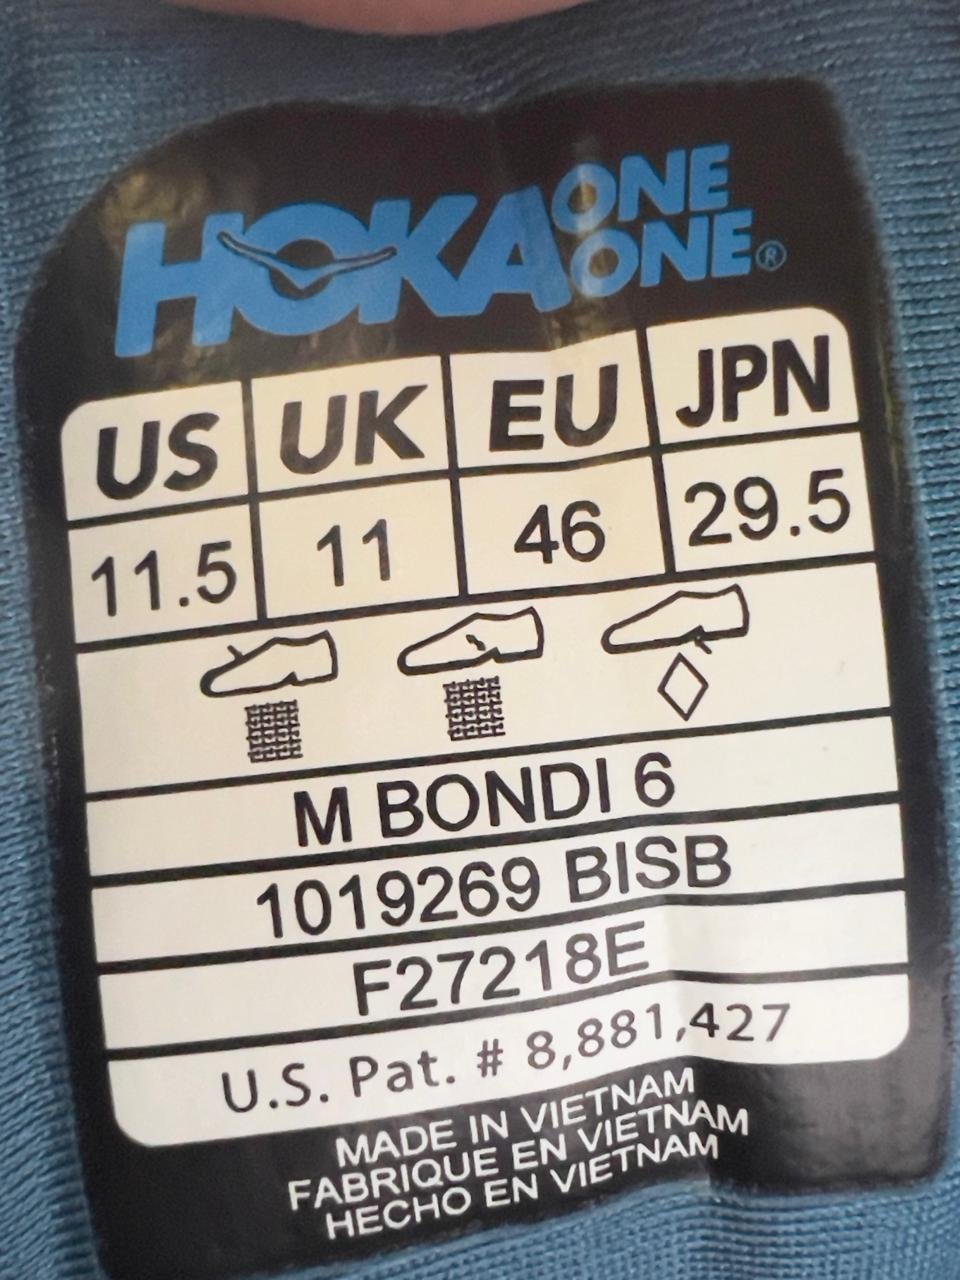 HOKA ONE ONE®
US UK EU JPN
11.5 11 46 29.5
M BONDI 6
1019269 BISB
F27218E
U.S. Pat. # 8,881,427
MADE IN VIETNAM
FABRIQUE EN VIETNAM
HECHO EN VIETNAM